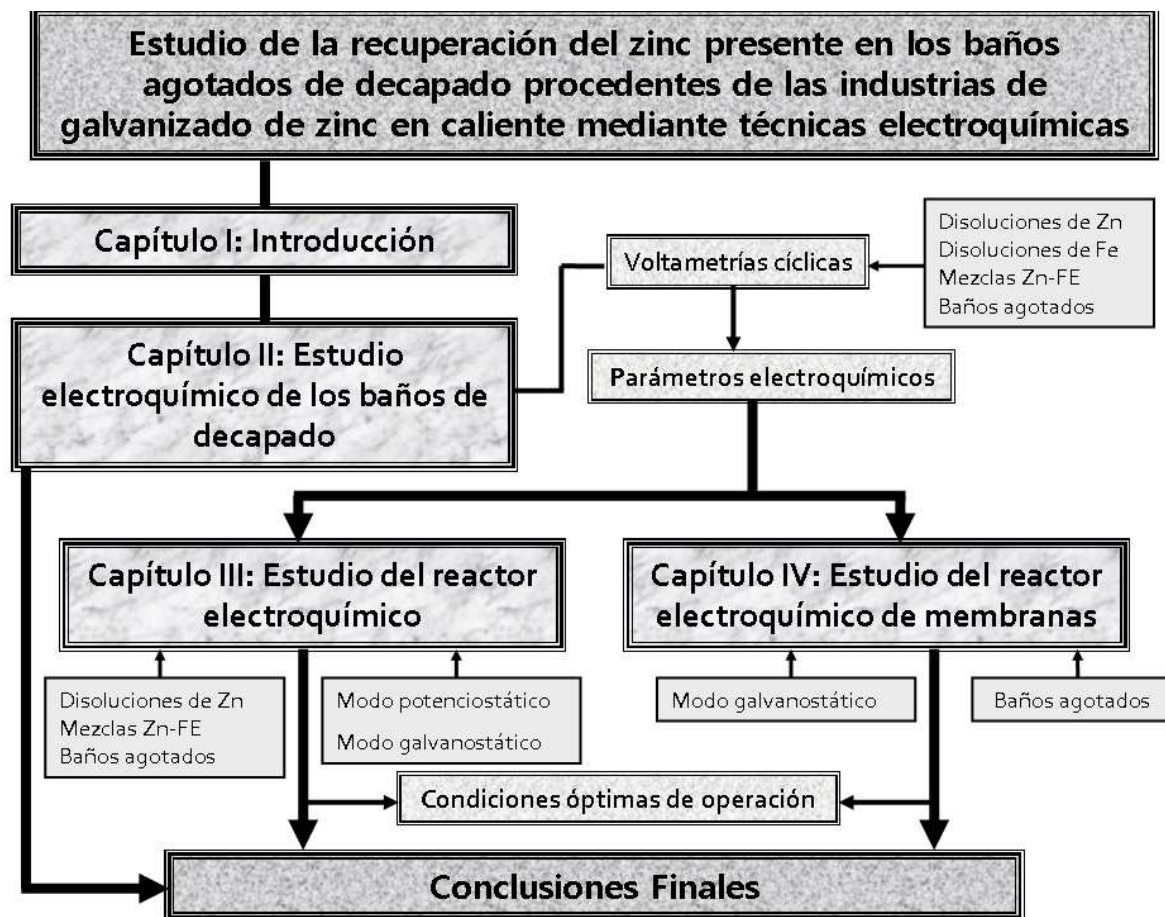 Estudio de la recuperación del zinc presente en los baños
agotados de decapado procedentes de las industrias de
galvanizado de zinc en caliente mediante técnicas electroquímicas
Capítulo I: Introducción
Voltametrías cíclicas
Disoluciones de Zn
Disoluciones de Fe
Mezclas Zn-FE
Baños agotados
Capítulo II: Estudio
electroquímico de los baños de
decapado
Parámetros electroquímicos
Capítulo III: Estudio del reactor
electroquímico
Capítulo IV: Estudio del reactor
electroquímico de membranas
Disoluciones de Zn
Mezclas Zn-FE
Baños agotados
Modo potenciostático
Modo galvanostático
Modo galvanostático
Baños agotados
Condiciones óptimas de operación
Conclusiones Finales